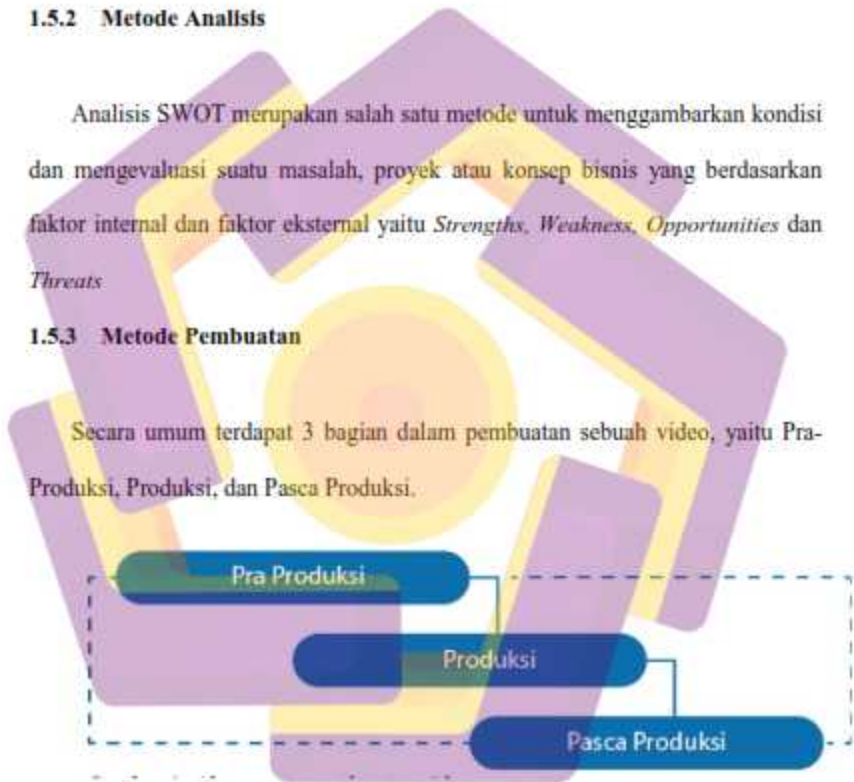 1.5.2 Metode Analisis
Analisis SWOT merupakan salah satu metode untuk menggambarkan kondisi
dan mengevaluasi suatu masalah, proyek atau konsep bisnis yang berdasarkan
faktor internal dan faktor eksternal yaitu Strengths, Weakness, Opportunities dan
Threats
1.5.3 Metode Pembuatan
Secara umum terdapat 3 bagian dalam pembuatan sebuah video, yaitu Pra-
Produksi, Produksi, dan Pasca Produksi.
Pra Produksi
Produksi
Pasca Produksi